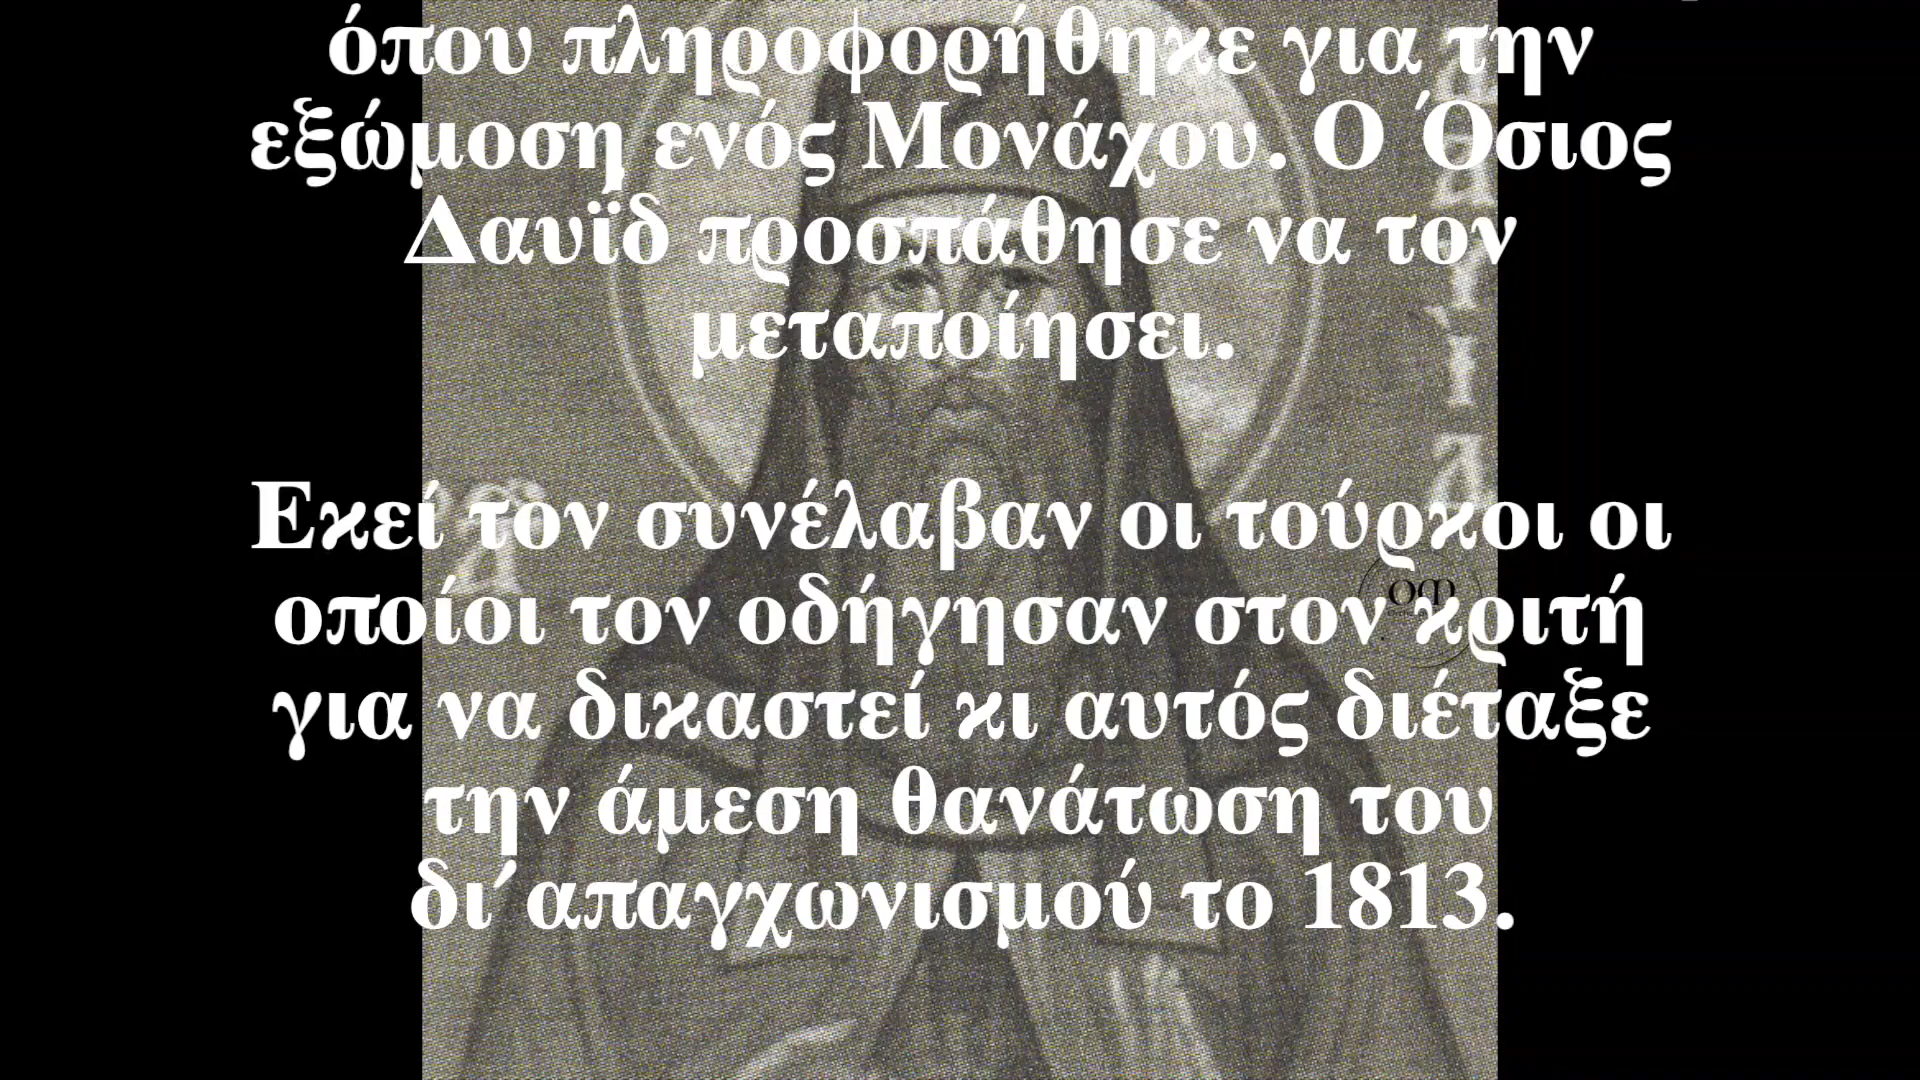 όπου πληροφορήθηκε για την
εξώμοση ενός Μονάχου. Ο Όσιος
Δαυΐδ προσπάθησε να τον
μεταποίησει.
Εκεί τον συνέλαβαν οι τούρκοι οι
οποίοι τον οδήγησαν στον κριτή
για να δικαστεί κι αυτός διέταξε
την άμεση θανάτωση του
δι΄απαγχωνισμού το 1813.